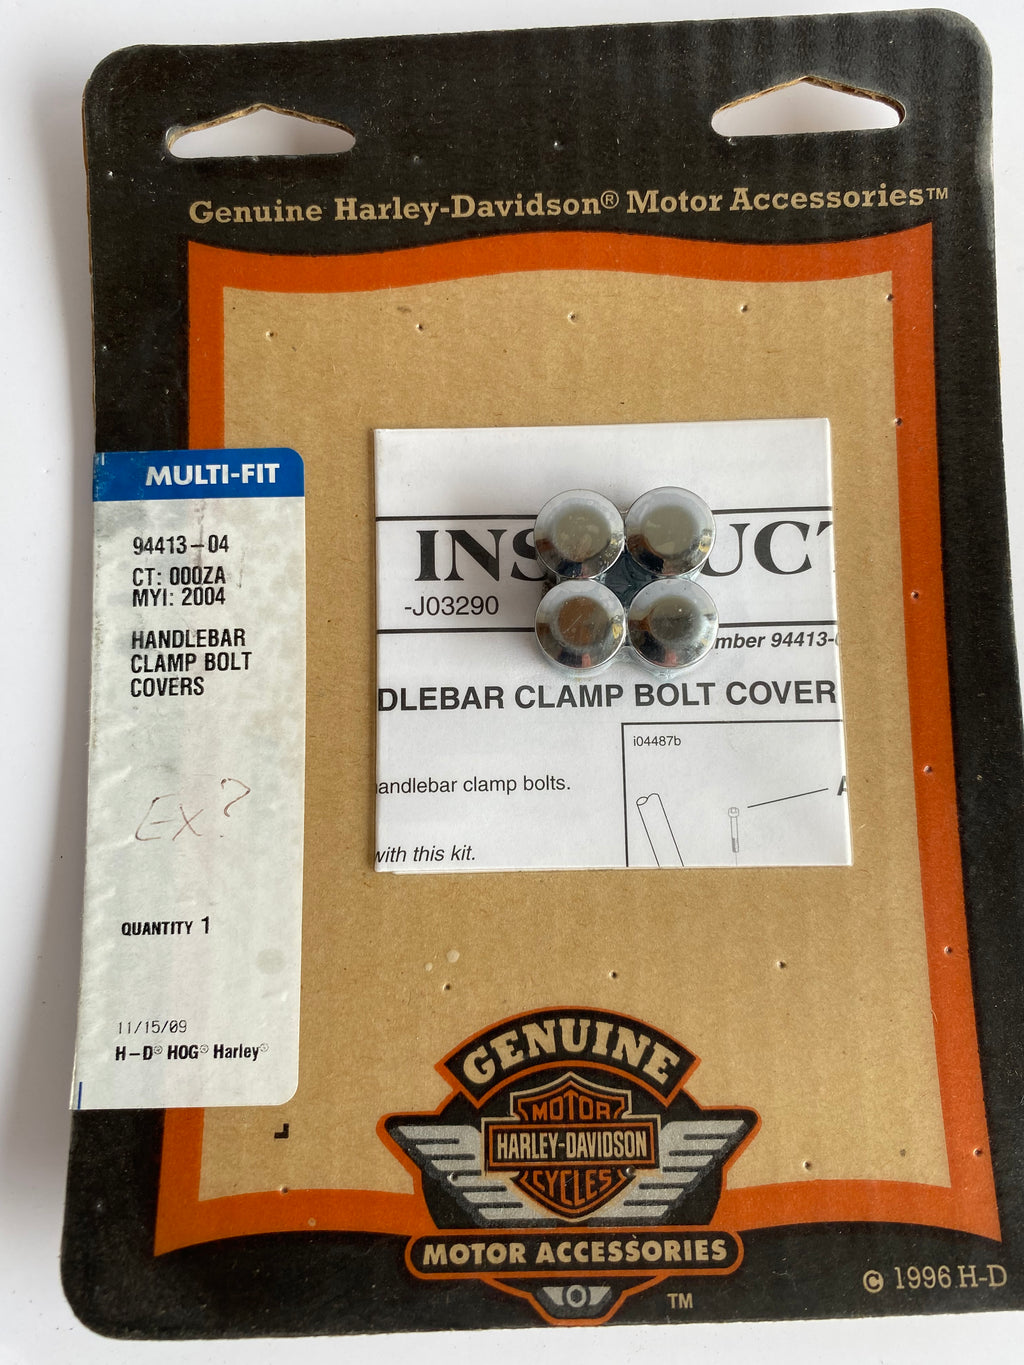 Genuine Harley-Davidson® Motor Accessories™
MULTI-FIT
94413-04
CT: 000ZA
MYI: 2004
HANDLEBAR
CLAMP BOLT
COVERS
Ex?
QUANTITY 1
11/15/09
H-D® HOG® Harley®
INS UCT
-J03290
mber 94413-
DLEBAR CLAMP BOLT COVER
i04487b
A
andlebar clamp bolts.
with this kit.
GENUINE
MOTOR
HARLEY-DAVIDSON
CYCLES
MOTOR ACCESSORIES
TM
© 1996 H-D